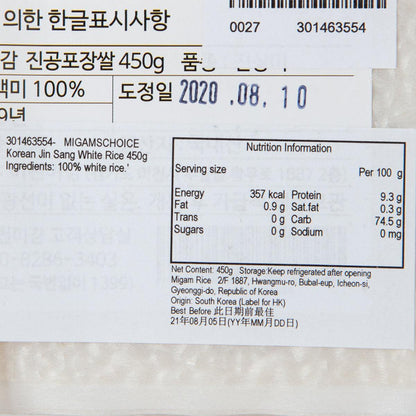 의한 한글표시사항
0027 301463554
감 진공포장쌀 450g 품종
백미 100%
도정일 2020 .08. 10
301463554- MIGAMSCHOICE
Korean Jin Sang White Rice 450g
Ingredients: 100% white rice.'
Nutrition Information
Serving size Per 100 g
Energy 357 kcal Protein 9.3 g
Fat 0.9 g Sat.fat 0.3 g
Trans 0 g Carb 74.5 g
Sugars 0 g Sodium 0 mg
Net Content: 450g Storage:Keep refrigerated after opening
Migam Rice 2/F 1887, Hwangmu-ro, Bubal-eup, Icheon-si,
Gyeonggi-do, Republic of Korea
Origin: South Korea (Label for HK)
Best Before 此日期前最佳
21年08月05日(YY年MM月DD日)